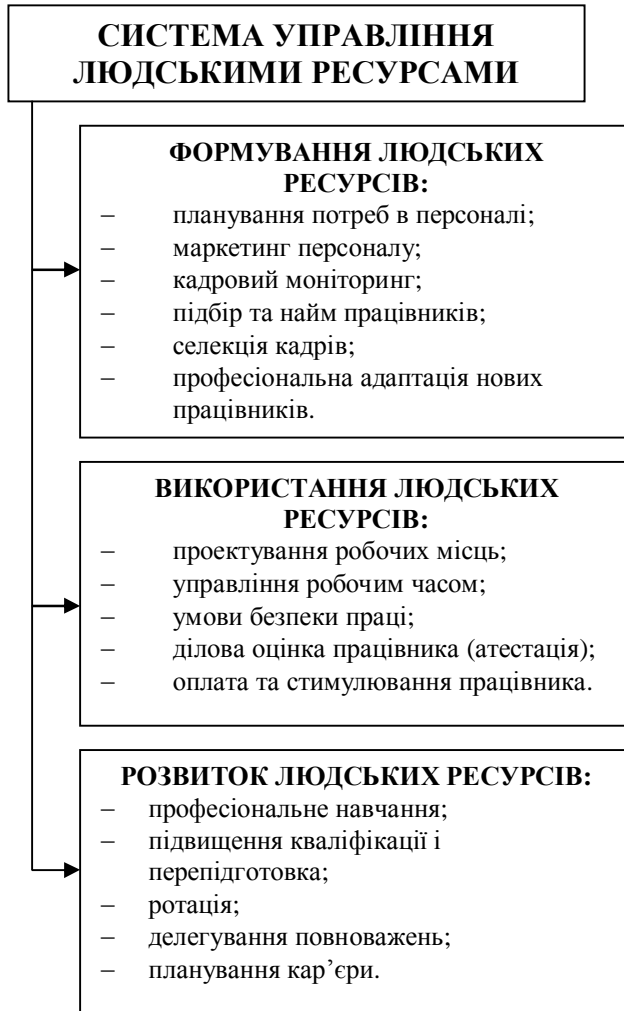 СИСТЕМА УПРАВЛІННЯ
ЛЮДСЬКИМИ РЕСУРСАМИ
ФОРМУВАННЯ ЛЮДСЬКИХ
РЕСУРСІВ:
– планування потреб в персоналі;
– маркетинг персоналу;
– кадровий моніторинг;
– підбір та найм працівників;
– селекція кадрів;
– професіональна адаптація нових
працівників.
ВИКОРИСТАННЯ ЛЮДСЬКИХ
РЕСУРСІВ:
– проектування робочих місць;
– управління робочим часом;
– умови безпеки праці;
– ділова оцінка працівника (атестація);
– оплата та стимулювання працівника.
РОЗВИТОК ЛЮДСЬКИХ РЕСУРСІВ:
– професіональне навчання;
– підвищення кваліфікації і
перепідготовка;
– ротація;
– делегування повноважень;
– планування кар’єри.